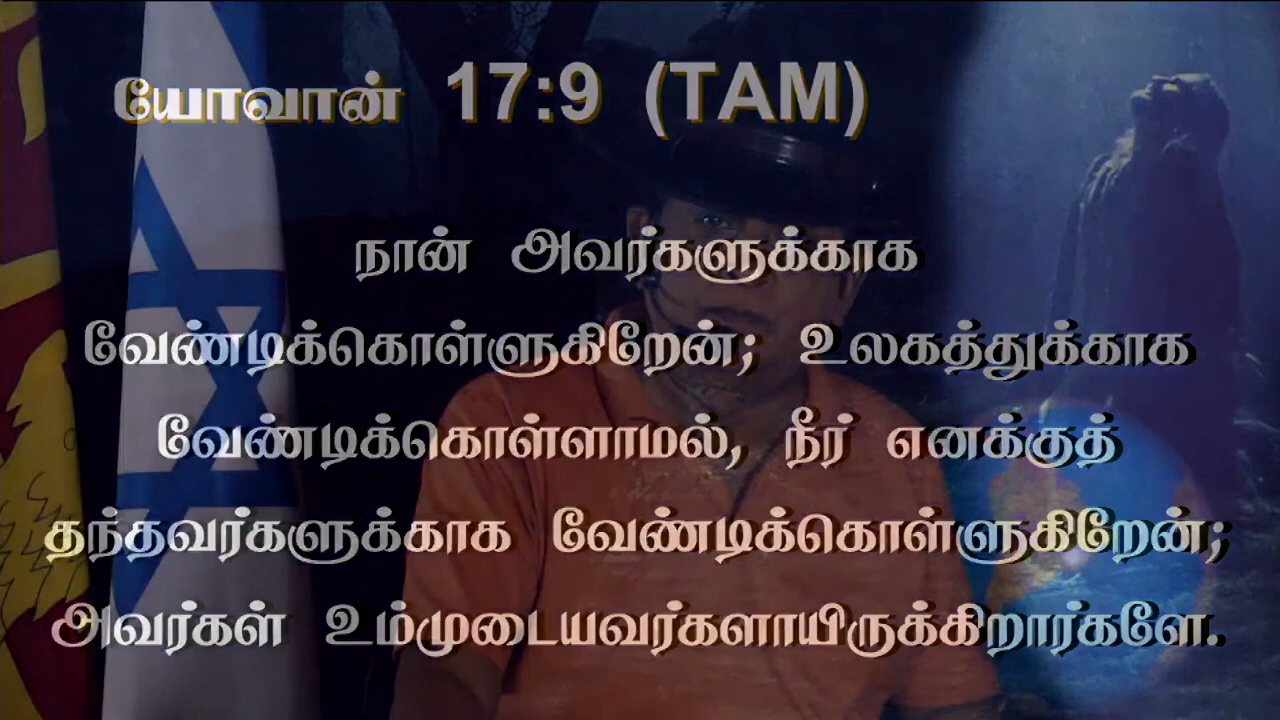 யோவான் 17:9 (TAM)
நான் அவர்களுக்காக
வேண்டிக்கொள்ளுகிறேன்; உலகத்துக்காக
வேண்டிக்கொள்ளாமல், நீர் எனக்குத்
தந்தவர்களுக்காக வேண்டிக்கொள்ளுகிறேன்;
அவர்கள் உம்முடையவர்களாயிருக்கிறார்களே.